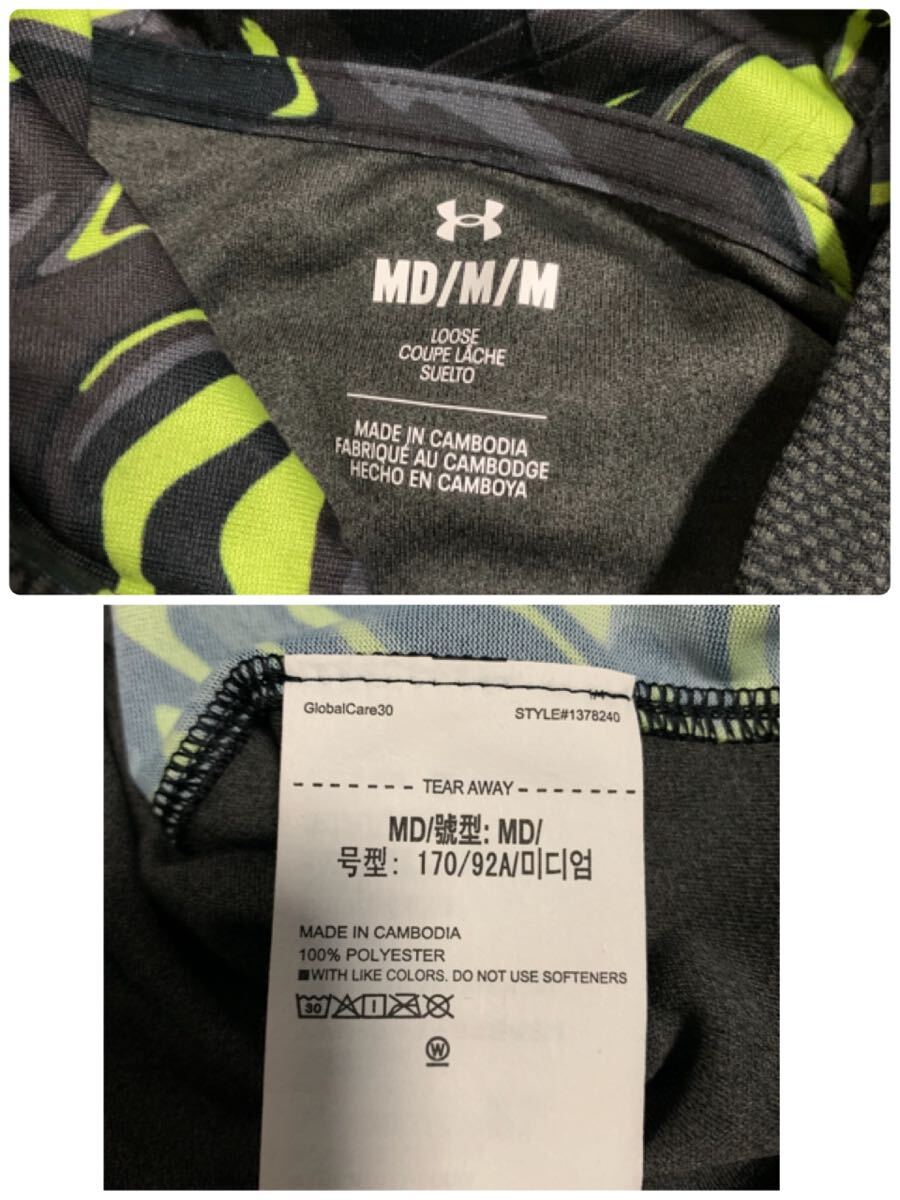 MD/M/M
LOOSE
COUPE LÂCHE
SUELTO
MADE IN CAMBODIA
FABRIQUÉ AU CAMBODGE
HECHO EN CAMBOYA
GlobalCare30
STYLE#1378240
TEAR AWAY
MD/號型: MD/
号型: 170/92A/미디엄
MADE IN CAMBODIA
100% POLYESTER
■WITH LIKE COLORS. DO NOT USE SOFTENERS
30
W